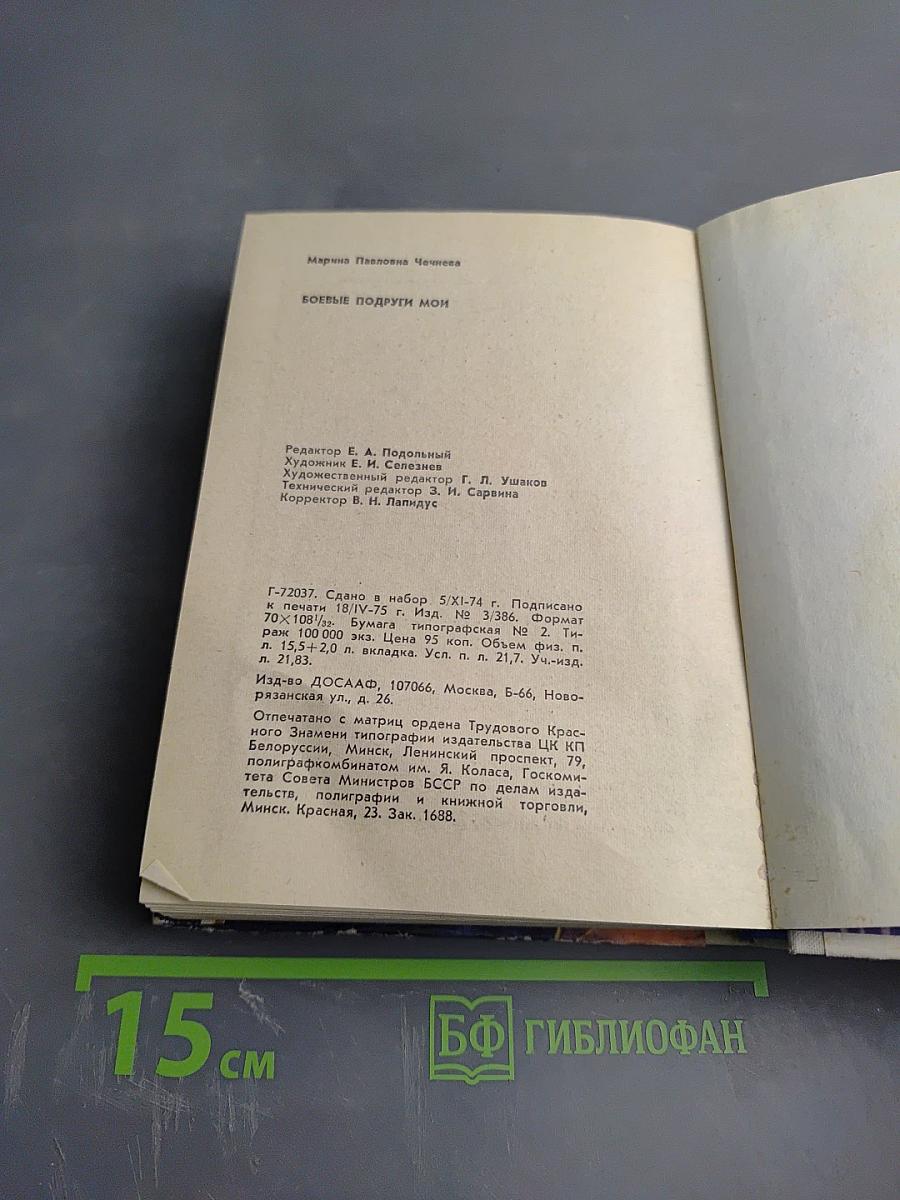 Марина Павловна Чечнева
БОЕВЫЕ ПОДРУГИ МОИ
Редактор Е. А. Подольный
Художник Е. И. Селезнев
Художественный редактор Г. Л. Ушаков
Технический редактор З. И. Сарвина
Корректор В. Н. Лапидус
Г-72037. Сдано в набор 5/XI-74 г. Подписано
к печати 18/IV-75 г. Изд. № 3/386. Формат
70×108¹/₃₂. Бумага типографская № 2. Ти-
раж 100 000 экз. Цена 95 коп. Объем физ. п.
л. 15,5+2,0 л. вкладка. Усл. п. л. 21,7. Уч.-изд.
л. 21,83.
Изд-во ДОСААФ, 107066, Москва, Б-66, Ново-
рязанская ул., д. 26.
Отпечатано с матриц ордена Трудового Крас-
ного Знамени типографии издательства ЦК КП
Белоруссии, Минск, Ленинский проспект, 79,
полиграфкомбинатом им. Я. Коласа, Госкоми-
тета Совета Министров БССР по делам изда-
тельств, полиграфии и книжной торговли,
Минск. Красная, 23. Зак. 1688.
15 см
БФ ГИБЛИОФАН